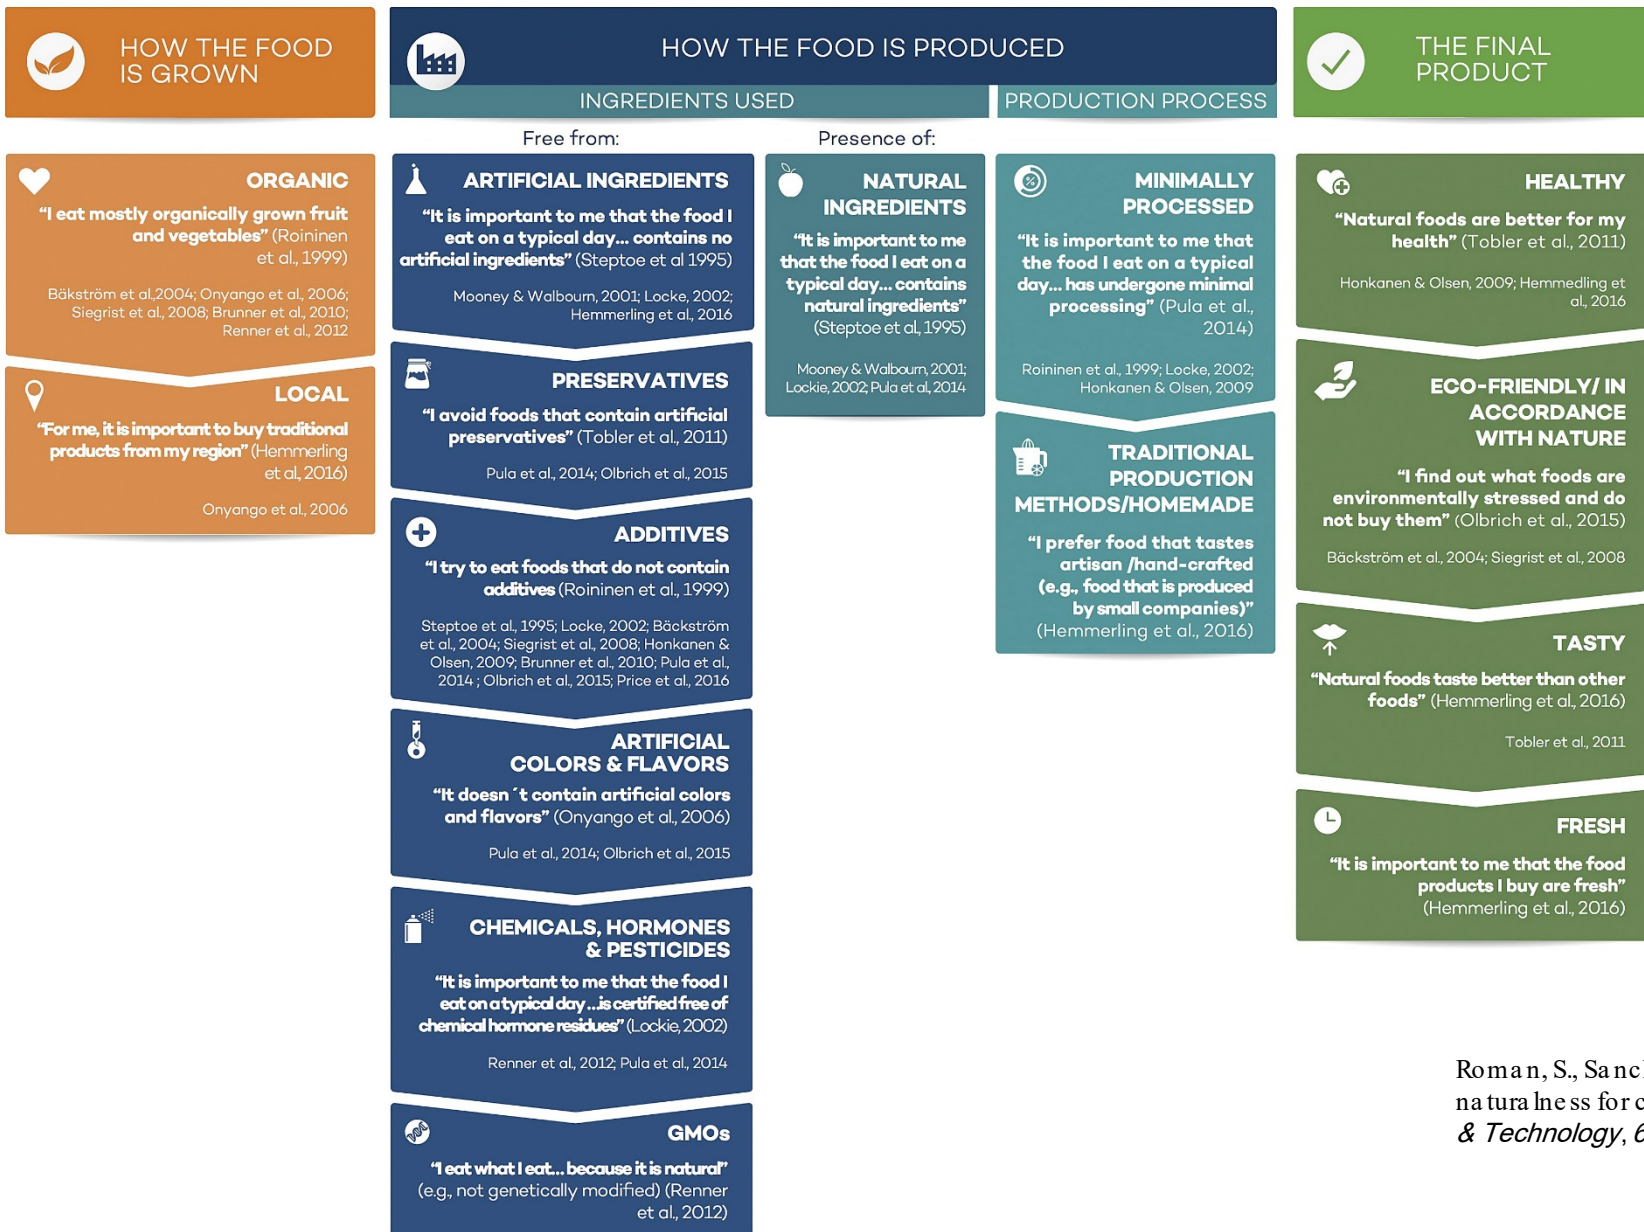 HOW THE FOOD
IS GROWN
ORGANIC
“I eat mostly organically grown fruit
and vegetables” (Roininen
et al., 1999)
Bäkström et al.,2004; Onyango et al., 2006;
Siegrist et al., 2008; Brunner et al., 2010;
Renner et al., 2012
LOCAL
“For me, it is important to buy traditional
products from my region” (Hemmerling
et al., 2016)
Onyango et al., 2006
HOW THE FOOD IS PRODUCED
INGREDIENTS USED
Free from:
ARTIFICIAL INGREDIENTS
“It is important to me that the food I
eat on a typical day... contains no
artificial ingredients” (Steptoe et al 1995)
Mooney & Walbourn, 2001; Locke, 2002;
Hemmerling et al., 2016
PRESERVATIVES
“I avoid foods that contain artificial
preservatives” (Tobler et al., 2011)
Pula et al., 2014; Olbrich et al., 2015
ADDITIVES
“I try to eat foods that do not contain
additives (Roininen et al., 1999)
Steptoe et al., 1995; Locke, 2002; Bäckström
et al., 2004; Siegrist et al., 2008; Honkanen &
Olsen, 2009; Brunner et al., 2010; Pula et al.,
2014 ; Olbrich et al., 2015; Price et al., 2016
ARTIFICIAL
COLORS & FLAVORS
“It doesn´t contain artificial colors
and flavors” (Onyango et al., 2006)
Pula et al., 2014; Olbrich et al., 2015
CHEMICALS, HORMONES
& PESTICIDES
“It is important to me that the food I
eat on a typical day ...is certified free of
chemical hormone residues” (Lockie, 2002)
Renner et al., 2012; Pula et al., 2014
GMOs
“I eat what I eat... because it is natural”
(e.g., not genetically modified) (Renner
et al., 2012)
Presence of:
NATURAL
INGREDIENTS
“It is important to me
that the food I eat on a
typical day... contains
natural ingredients”
(Steptoe et al, 1995)
Mooney & Walbourn, 2001;
Lockie, 2002; Pula et al., 2014
PRODUCTION PROCESS
MINIMALLY
PROCESSED
“It is important to me that
the food I eat on a typical
day... has undergone minimal
processing” (Pula et al.,
2014)
Roininen et al., 1999; Locke, 2002;
Honkanen & Olsen, 2009
TRADITIONAL
PRODUCTION
METHODS/HOMEMADE
“I prefer food that tastes
artisan /hand-crafted
(e.g., food that is produced
by small companies)”
(Hemmerling et al., 2016)
THE FINAL
PRODUCT
HEALTHY
“Natural foods are better for my
health” (Tobler et al., 2011)
Honkanen & Olsen, 2009; Hemmedling et
al., 2016
ECO-FRIENDLY/ IN
ACCORDANCE
WITH NATURE
“I find out what foods are
environmentally stressed and do
not buy them” (Olbrich et al., 2015)
Bäckström et al., 2004; Siegrist et al., 2008
TASTY
“Natural foods taste better than other
foods” (Hemmerling et al., 2016)
Tobler et al., 2011
FRESH
“It is important to me that the food
products I buy are fresh”
(Hemmerling et al., 2016)
Roman, S., Sancl
naturalness for c
& Technology, 6